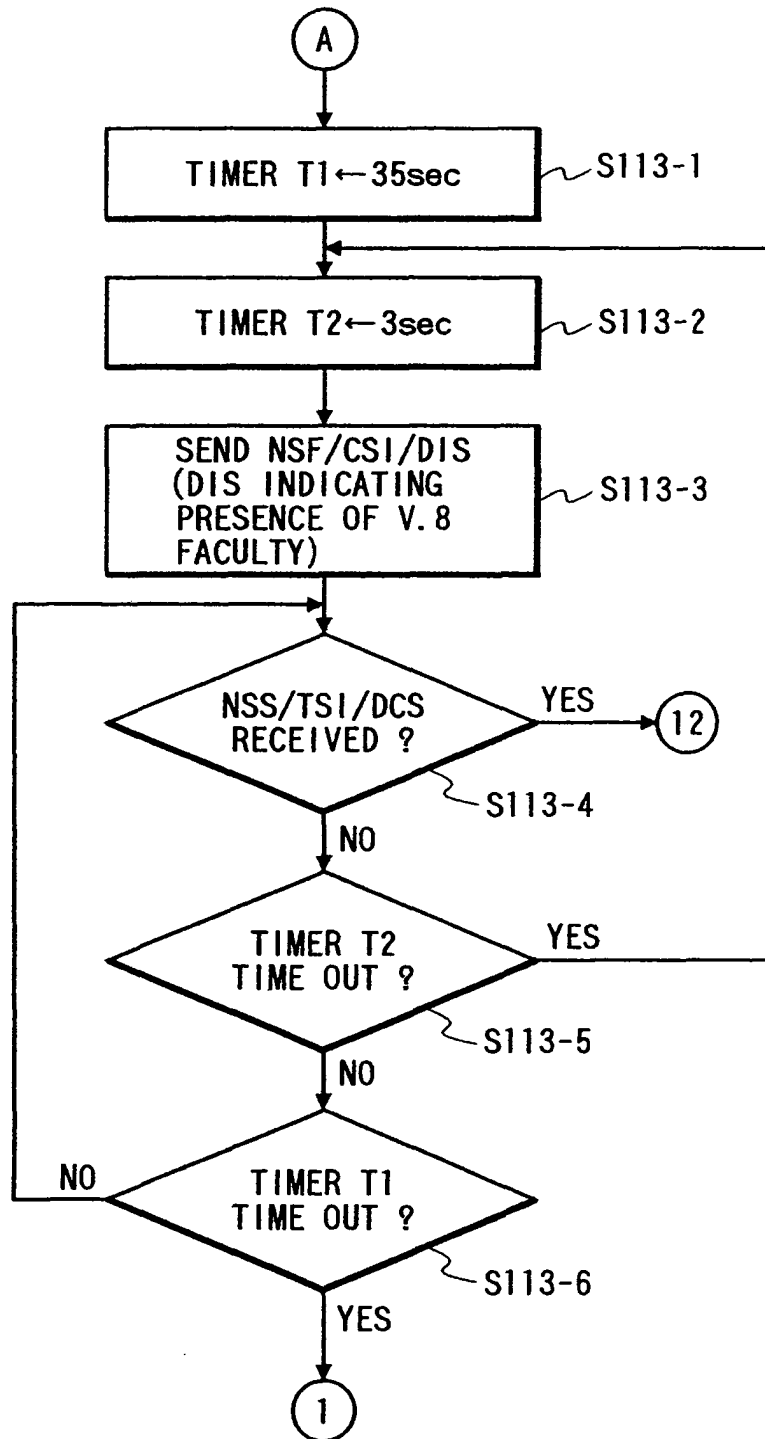 A
TIMER T1←35sec
S113-1
TIMER T2←3sec
S113-2
SEND NSF/CSI/DIS
(DIS INDICATING
PRESENCE OF V.8
FACULTY)
S113-3
NSS/TSI/DCS
RECEIVED ?
YES
12
S113-4
NO
TIMER T2
TIME OUT ?
YES
S113-5
NO
NO
TIMER T1
TIME OUT ?
S113-6
YES
1